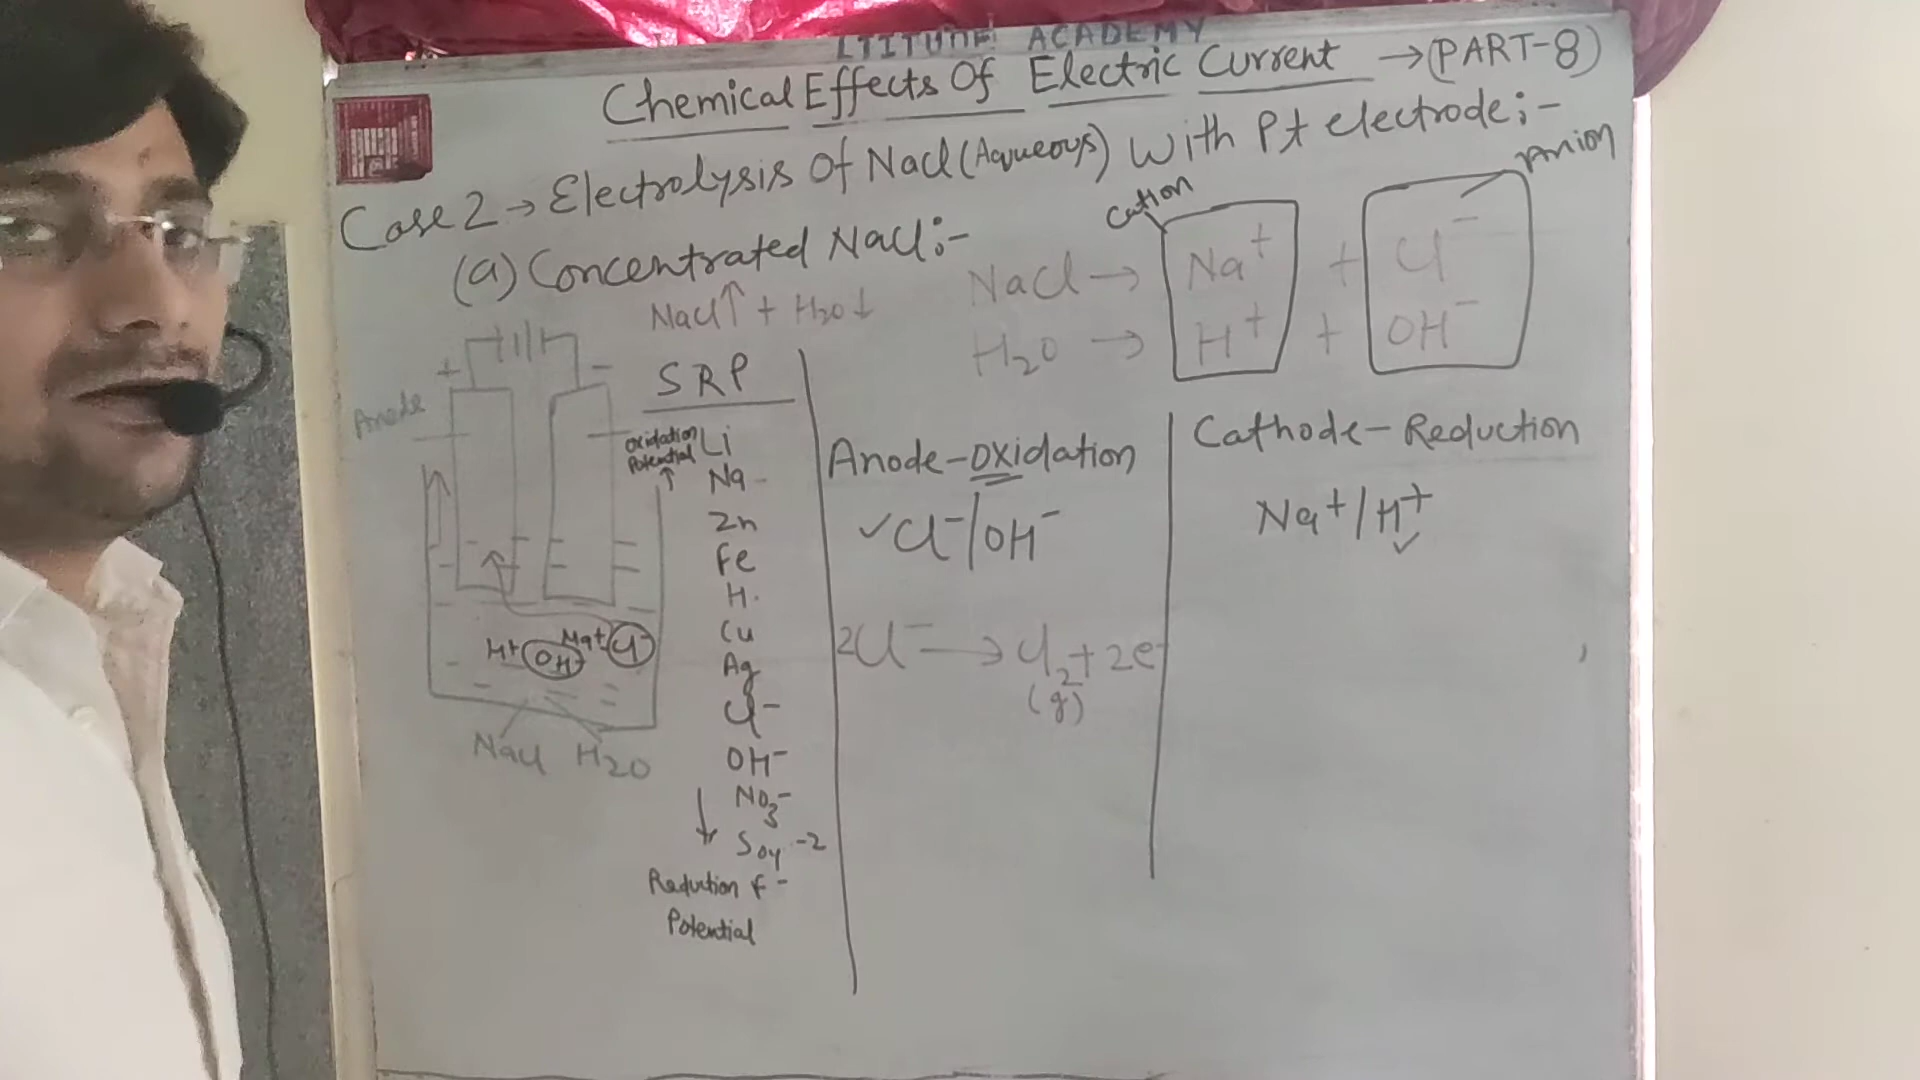 LTITUDE ACADEMY
Chemical Effects Of Electric Current → (PART-8)
Case 2 → Electrolysis Of Nacl (Aqueous) With Pt electrode :-
(a) Concentrated Nacl :-
Nacl↑ + H2o↓
Cation
Anion
Nacl → Na+ + Cl-
H2O → H+ + OH-
+ -
Anode
H+ OH- Na+ Cl-
Nacl H2O
SRP
Oxidation Potential ↑
Li
Na
Zn
Fe
H
Cu
Ag
Cl-
OH-
NO3-
SO4-2
F-
↓ Reduction Potential
Anode-OXidation
✓Cl-/OH-
2Cl- → Cl2 + 2e-
(g)
Cathode-Reduction
Na+/H+
✓